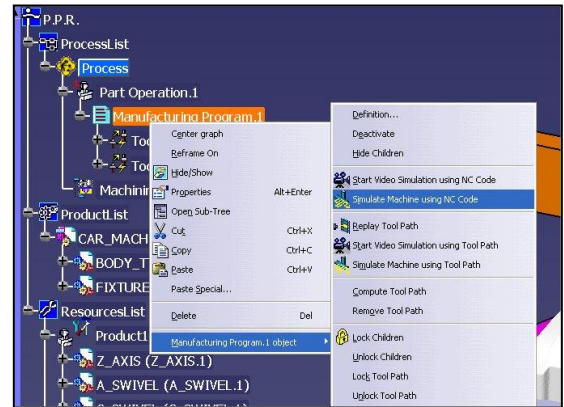 P.P.R.
ProcessList
Process
Part Operation.1
Manufacturing Program.1
Too
Too
Machinin
ProductList
CAR_MACH
BODY_T
FIXTURE
ResourcesList
Product1
Z_AXIS (Z_AXIS.1)
A_SWIVEL (A_SWIVEL.1)
Center graph
Reframe On
Hide/Show
Properties Alt+Enter
Open Sub-Tree
Cut Ctrl+X
Copy Ctrl+C
Paste Ctrl+V
Paste Special...
Delete Del
Manufacturing Program.1 object
Definition...
Deactivate
Hide Children
Start Video Simulation using NC Code
Simulate Machine using NC Code
Replay Tool Path
Start Video Simulation using Tool Path
Simulate Machine using Tool Path
Compute Tool Path
Remove Tool Path
Lock Children
Unlock Children
Lock Tool Path
Unlock Tool Path